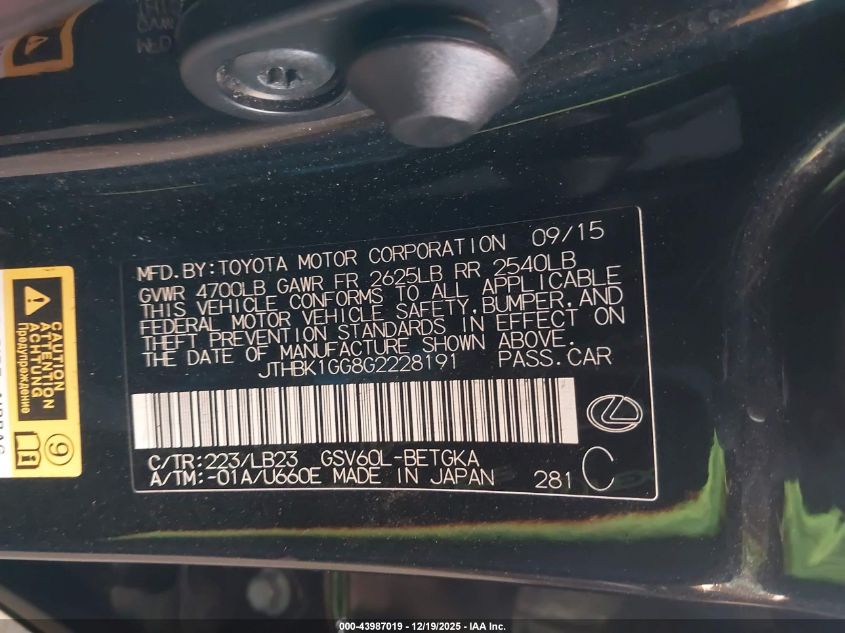 MFD.BY:TOYOTA MOTOR CORPORATION 09/15
GVWR 4700LB GAWR FR 2625LB RR 2540LB
THIS VEHICLE CONFORMS TO ALL APPLICABLE
FEDERAL MOTOR VEHICLE SAFETY, BUMPER, AND
THEFT PREVENTION STANDARDS IN EFFECT ON
THE DATE OF MANUFACTURE SHOWN ABOVE.
JTHBK1GG8G2228191 PASS.CAR
C/TR:223/LB23 GSV60L-BETGKA
A/TM:-01A/U660E MADE IN JAPAN 281 C
CAUTION
ATTENTION
ACHTUNG
Предупреждение
9
000-43987019 - 12/19/2025 - IAA Inc.